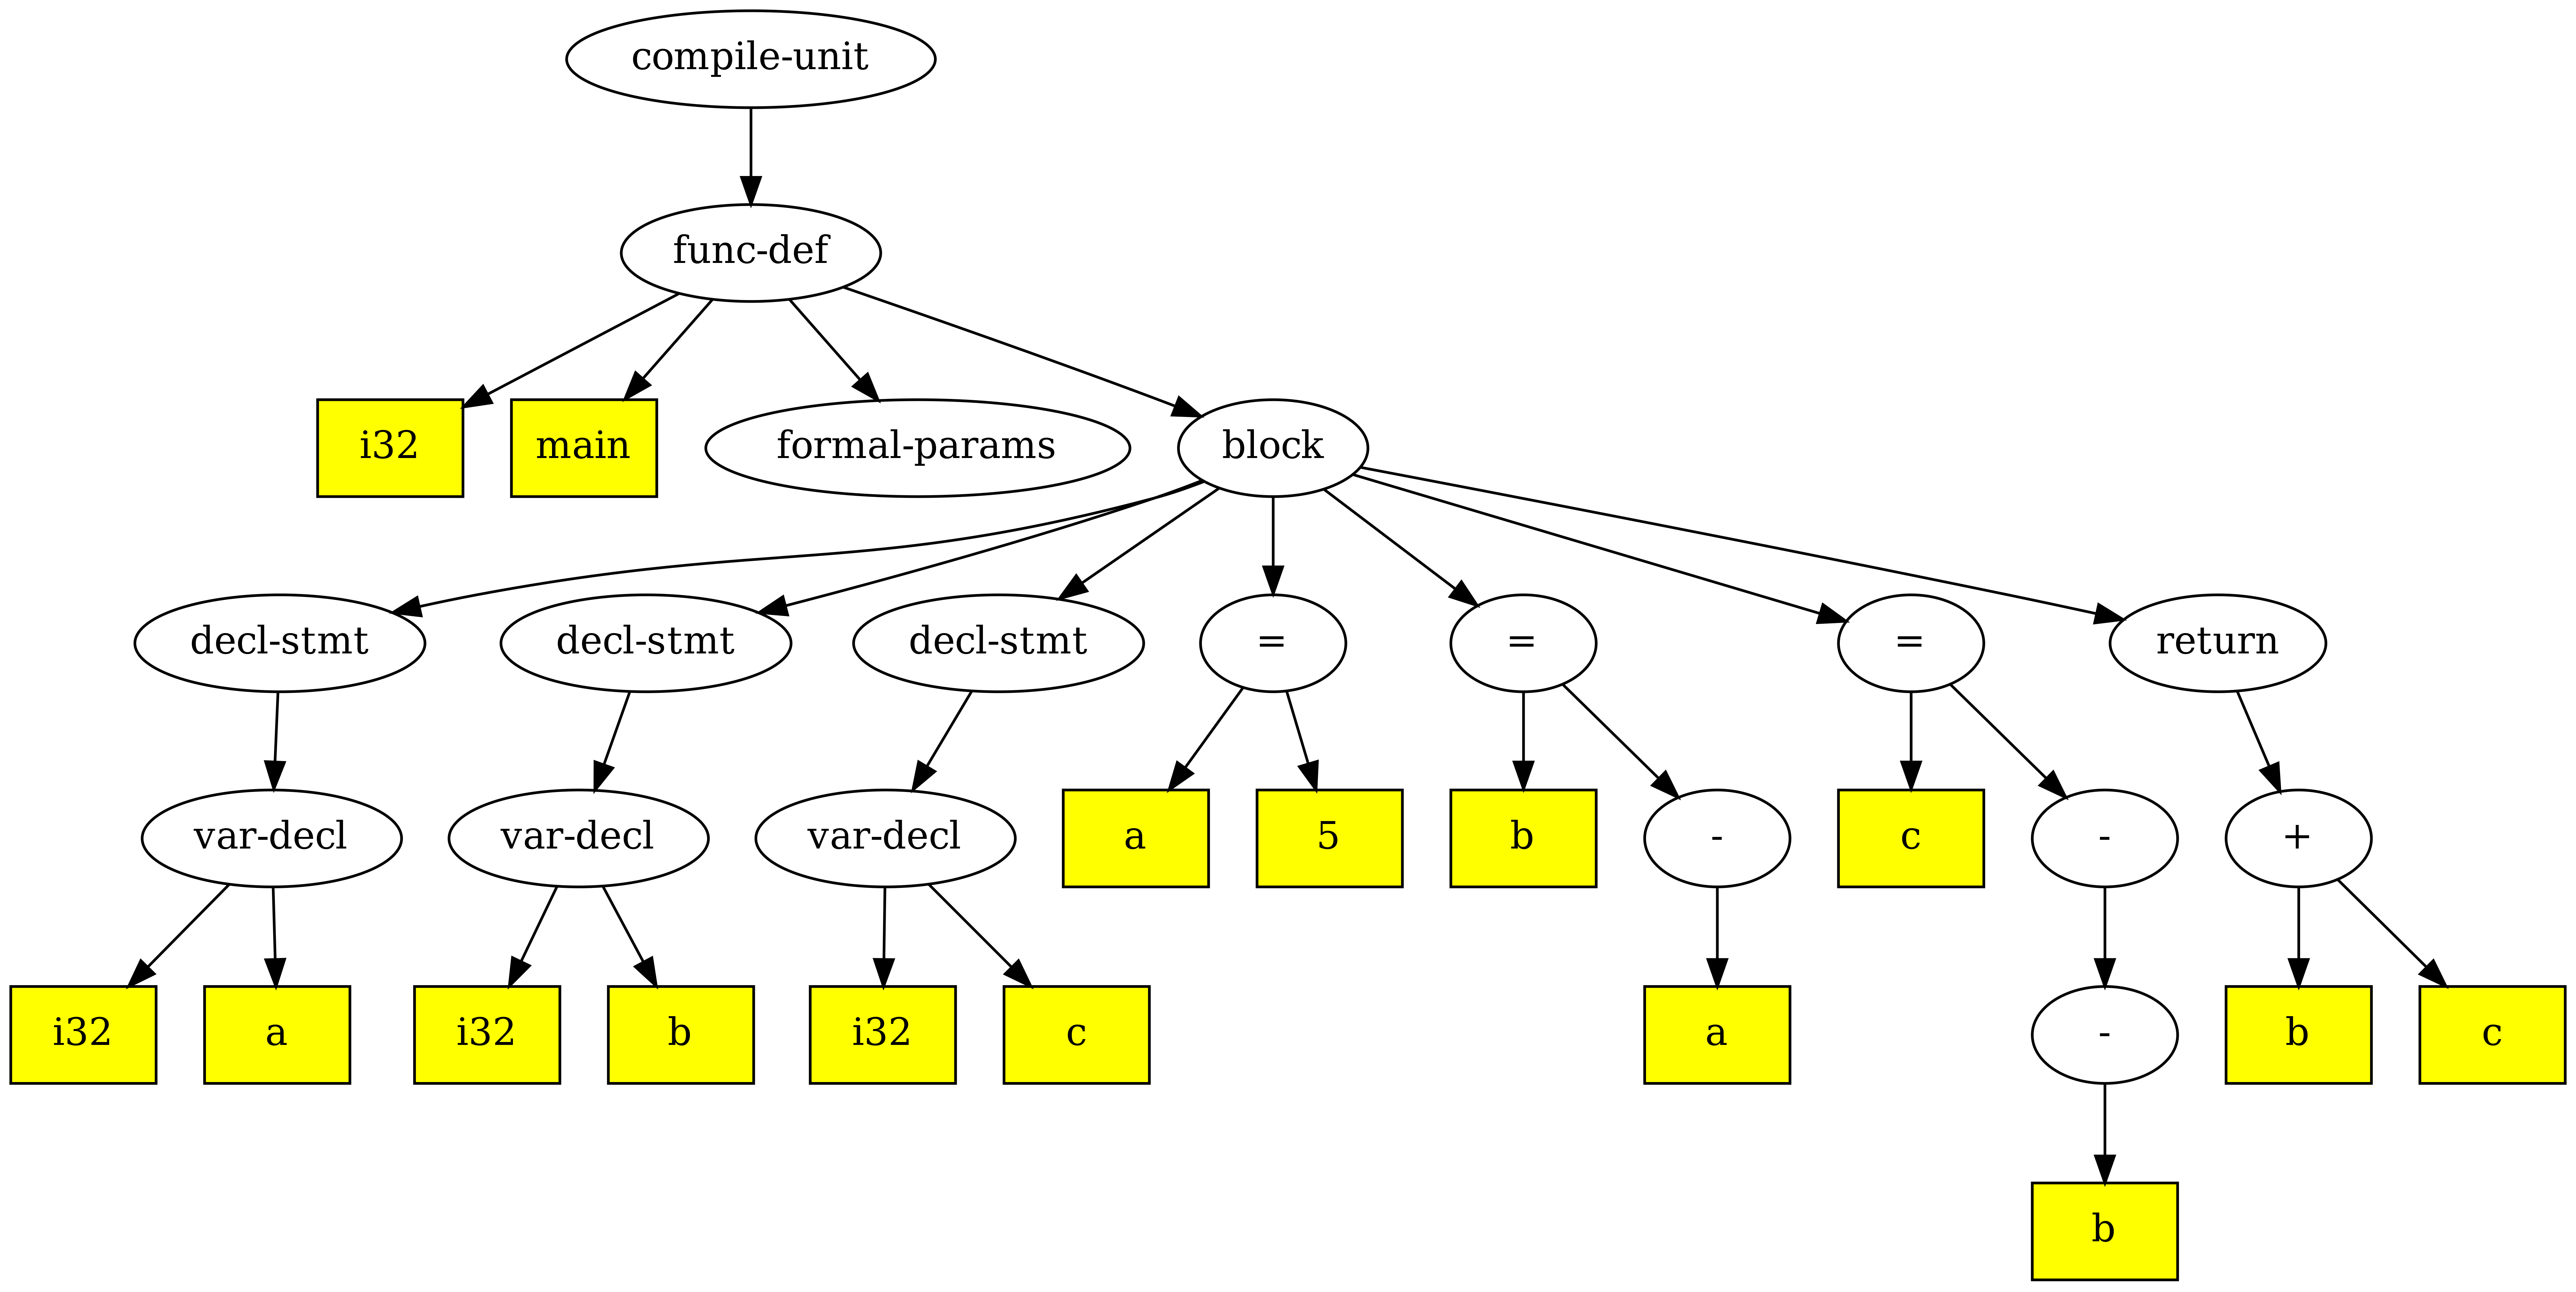 compile-unit
func-def
i32 main formal-params block
decl-stmt decl-stmt decl-stmt = = = return
var-decl var-decl var-decl a 5 b - c - +
i32 a i32 b i32 c a - b c
b